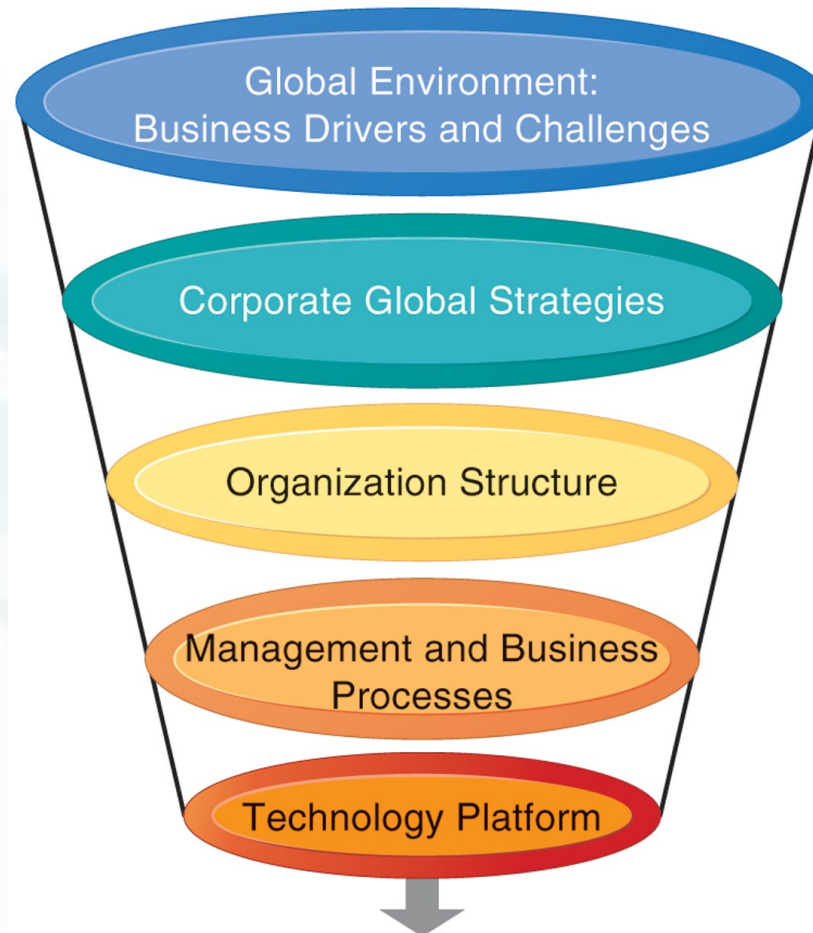 Global Environment:
Business Drivers and Challenges
Corporate Global Strategies
Organization Structure
Management and Business
Processes
Technology Platform